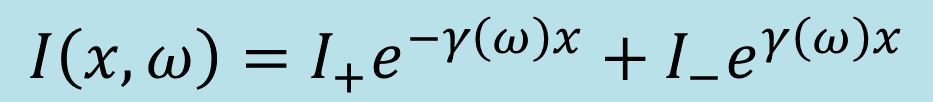 I(x, ω) = I₊e^{−γ(ω)x} + I₋e^{γ(ω)x}